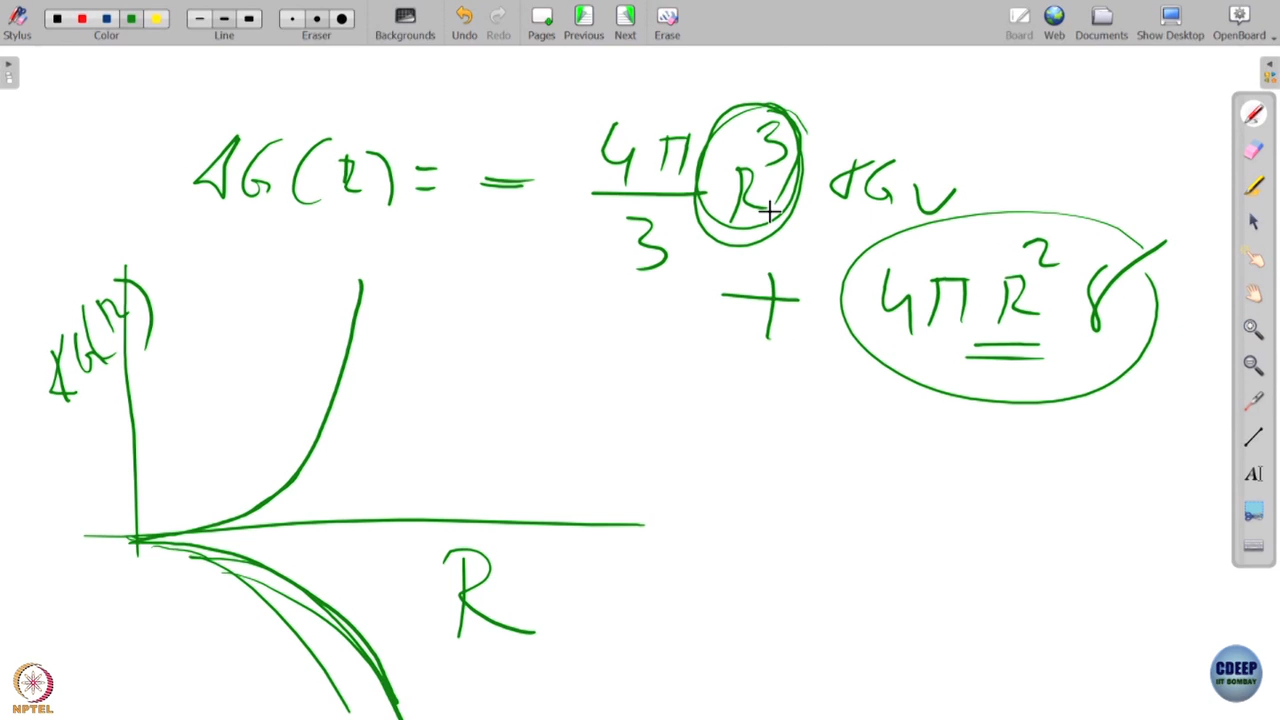 Stylus Color Line Eraser Backgrounds Undo Redo Pages Previous Next Erase Board Web Documents Show Desktop OpenBoard
ΔG(R) = - 4π/3 R³ ΔGv
+ 4πR² γ
ΔG(R)
R
NPTEL
CDEEP
IIT BOMBAY